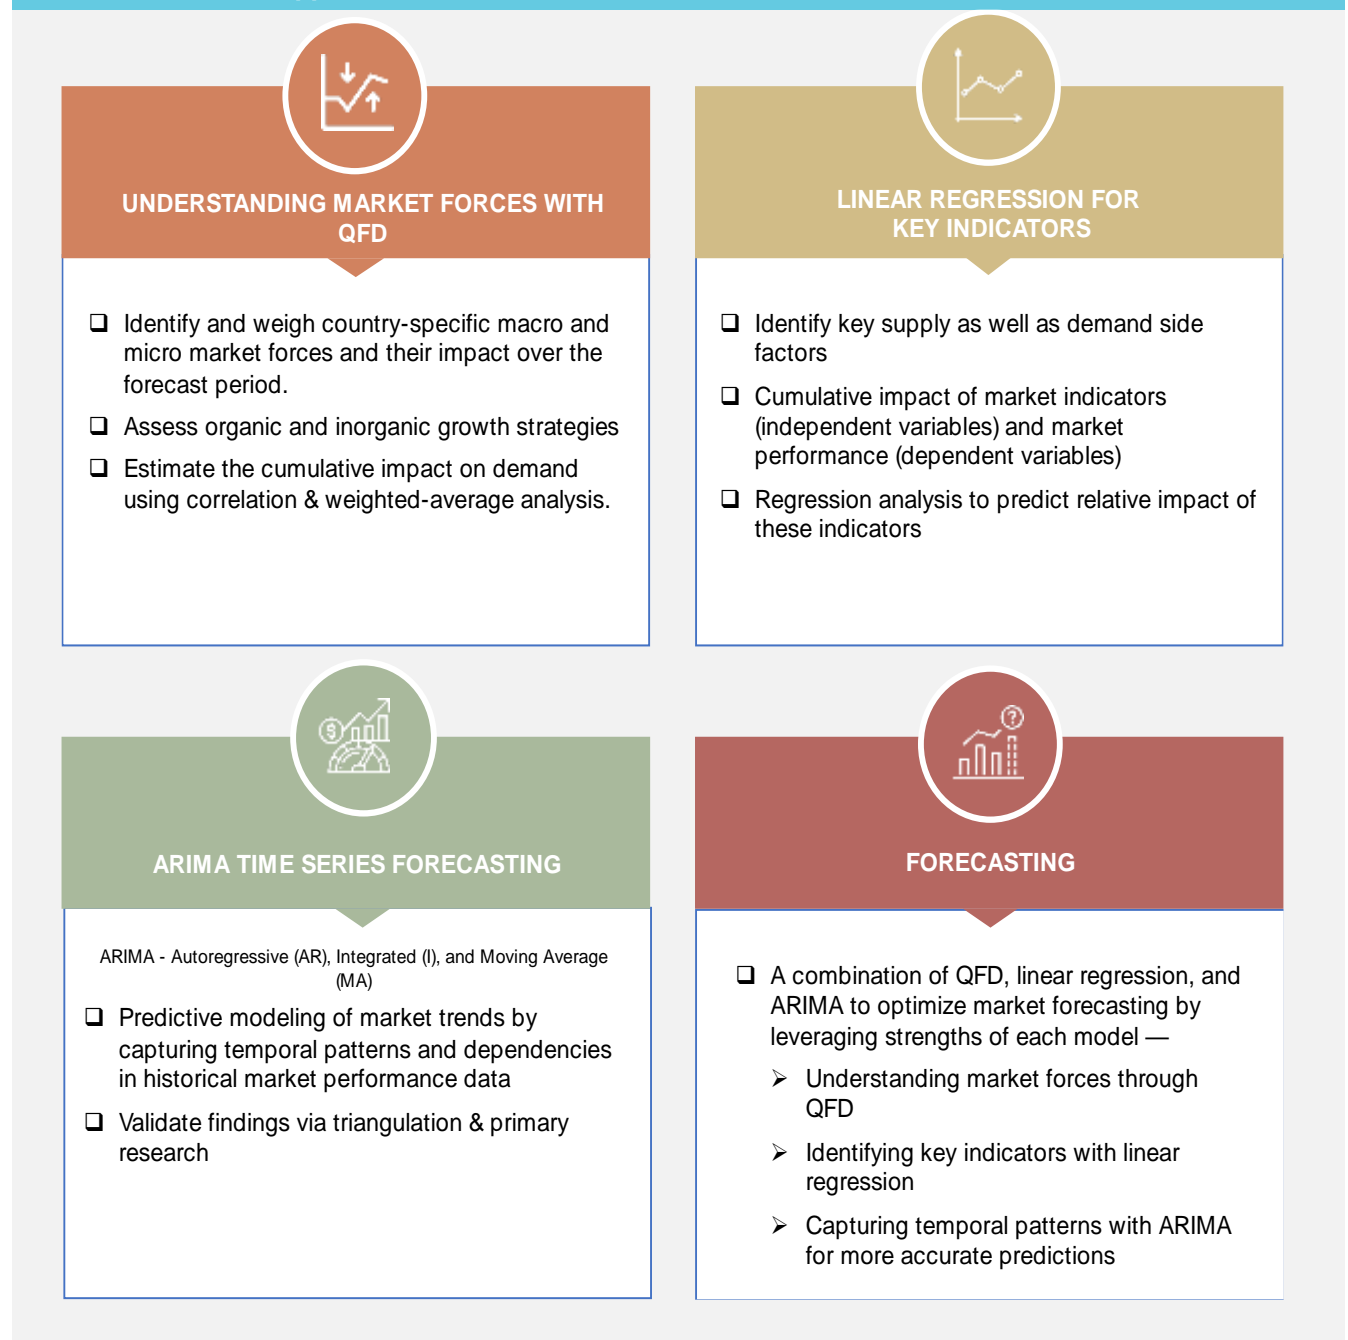 UNDERSTANDING MARKET FORCES WITH
QFD
❑ Identify and weigh country-specific macro and
micro market forces and their impact over the
forecast period.
❑ Assess organic and inorganic growth strategies
❑ Estimate the cumulative impact on demand
using correlation & weighted-average analysis.
LINEAR REGRESSION FOR
KEY INDICATORS
❑ Identify key supply as well as demand side
factors
❑ Cumulative impact of market indicators
(independent variables) and market
performance (dependent variables)
❑ Regression analysis to predict relative impact of
these indicators
$
ARIMA TIME SERIES FORECASTING
ARIMA - Autoregressive (AR), Integrated (I), and Moving Average
(MA)
❑ Predictive modeling of market trends by
capturing temporal patterns and dependencies
in historical market performance data
❑ Validate findings via triangulation & primary
research
?
FORECASTING
❑ A combination of QFD, linear regression, and
ARIMA to optimize market forecasting by
leveraging strengths of each model —
➢ Understanding market forces through
QFD
➢ Identifying key indicators with linear
regression
➢ Capturing temporal patterns with ARIMA
for more accurate predictions